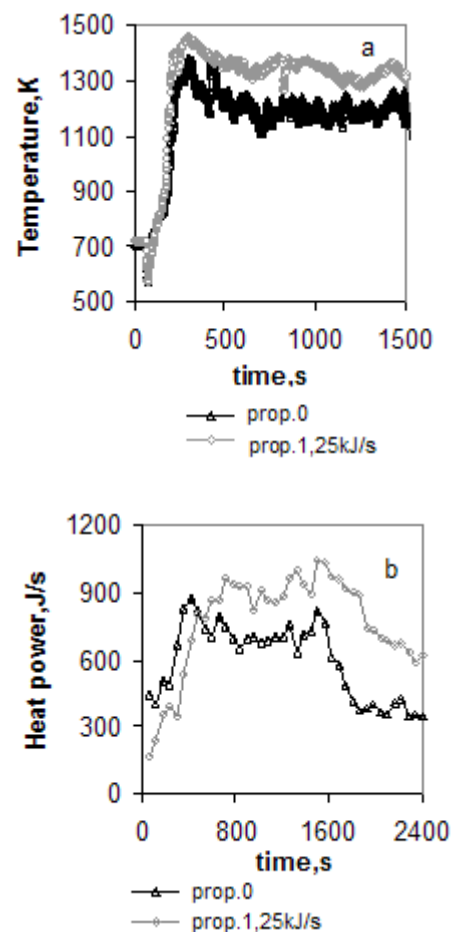 a
Temperature,K
1500
1300
1100
900
700
500
0 500 1000 1500
time,s
prop.0
prop.1,25kJ/s
b
Heat power,J/s
1200
900
600
300
0
0 800 1600 2400
time,s
prop.0
prop.1,25kJ/s